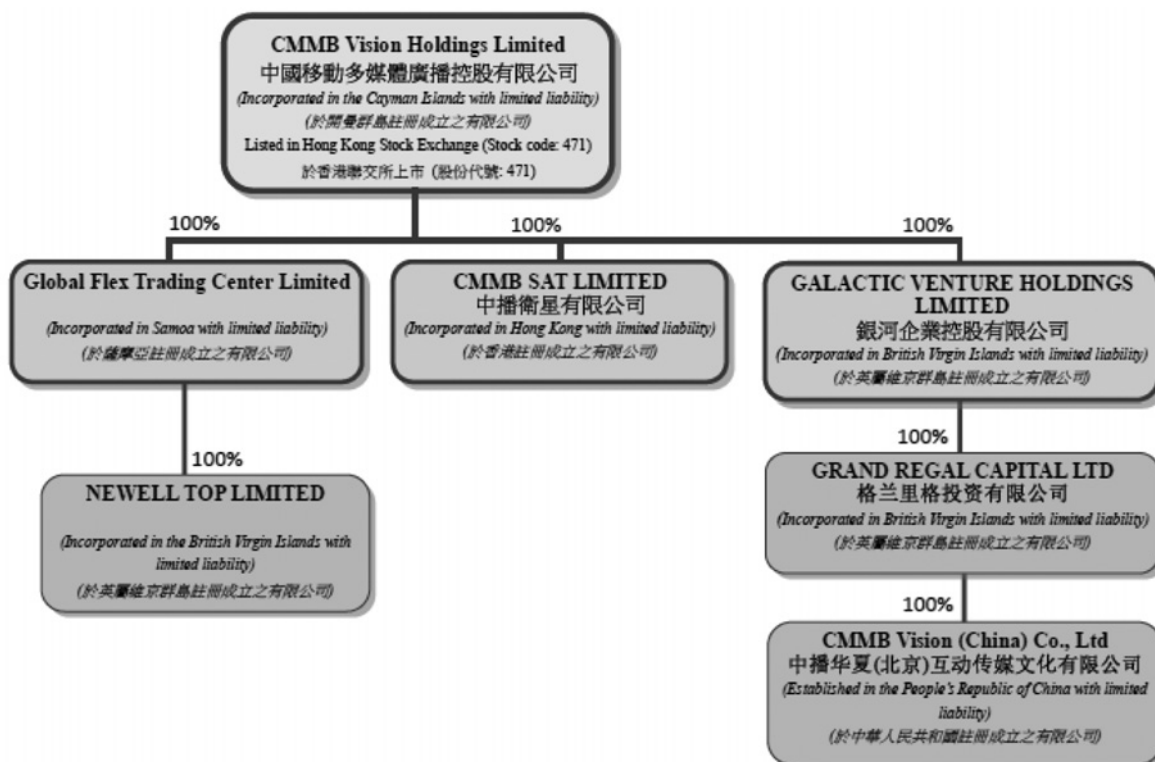 CMMB Vision Holdings Limited
中國移動多媒體廣播控股有限公司
(Incorporated in the Cayman Islands with limited liability)
(於開曼群島註冊成立之有限公司)
Listed in Hong Kong Stock Exchange (Stock code: 471)
於香港聯交所上市 (股份代號: 471)
100%
100%
100%
Global Flex Trading Center Limited
(Incorporated in Samoa with limited liability)
(於薩摩亞註冊成立之有限公司)
CMMB SAT LIMITED
中播衛星有限公司
(Incorporated in Hong Kong with limited liability)
(於香港註冊成立之有限公司)
GALACTIC VENTURE HOLDINGS
LIMITED
銀河企業控股有限公司
(Incorporated in British Virgin Islands with limited liability)
(於英屬維京群島註冊成立之有限公司)
100%
NEWELL TOP LIMITED
(Incorporated in the British Virgin Islands with
limited liability)
(於英屬維京群島註冊成立之有限公司)
100%
GRAND REGAL CAPITAL LTD
格兰里格投资有限公司
(Incorporated in British Virgin Islands with limited liability)
(於英屬維京群島註冊成立之有限公司)
100%
CMMB Vision (China) Co., Ltd
中播华夏(北京)互动传媒文化有限公司
(Established in the People's Republic of China with limited
liability)
(於中華人民共和國註冊成立之有限公司)